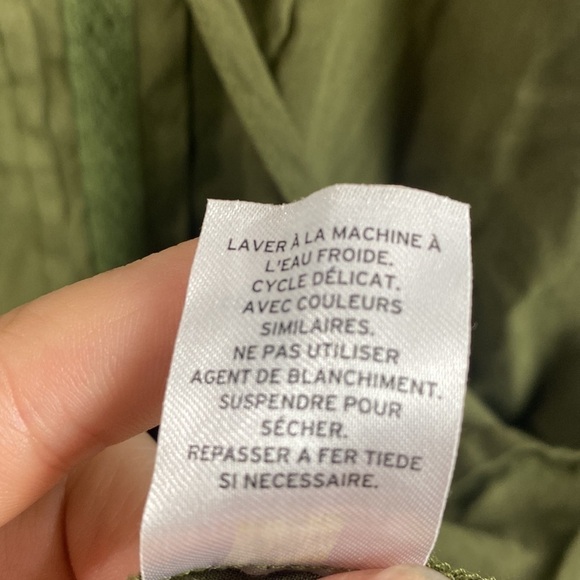 LAVER À LA MACHINE À
L'EAU FROIDE.
CYCLE DÉLICAT.
AVEC COULEURS
SIMILAIRES.
NE PAS UTILISER
AGENT DE BLANCHIMENT.
SUSPENDRE POUR
SÉCHER.
REPASSER A FER TIEDE
SI NECESSAIRE.